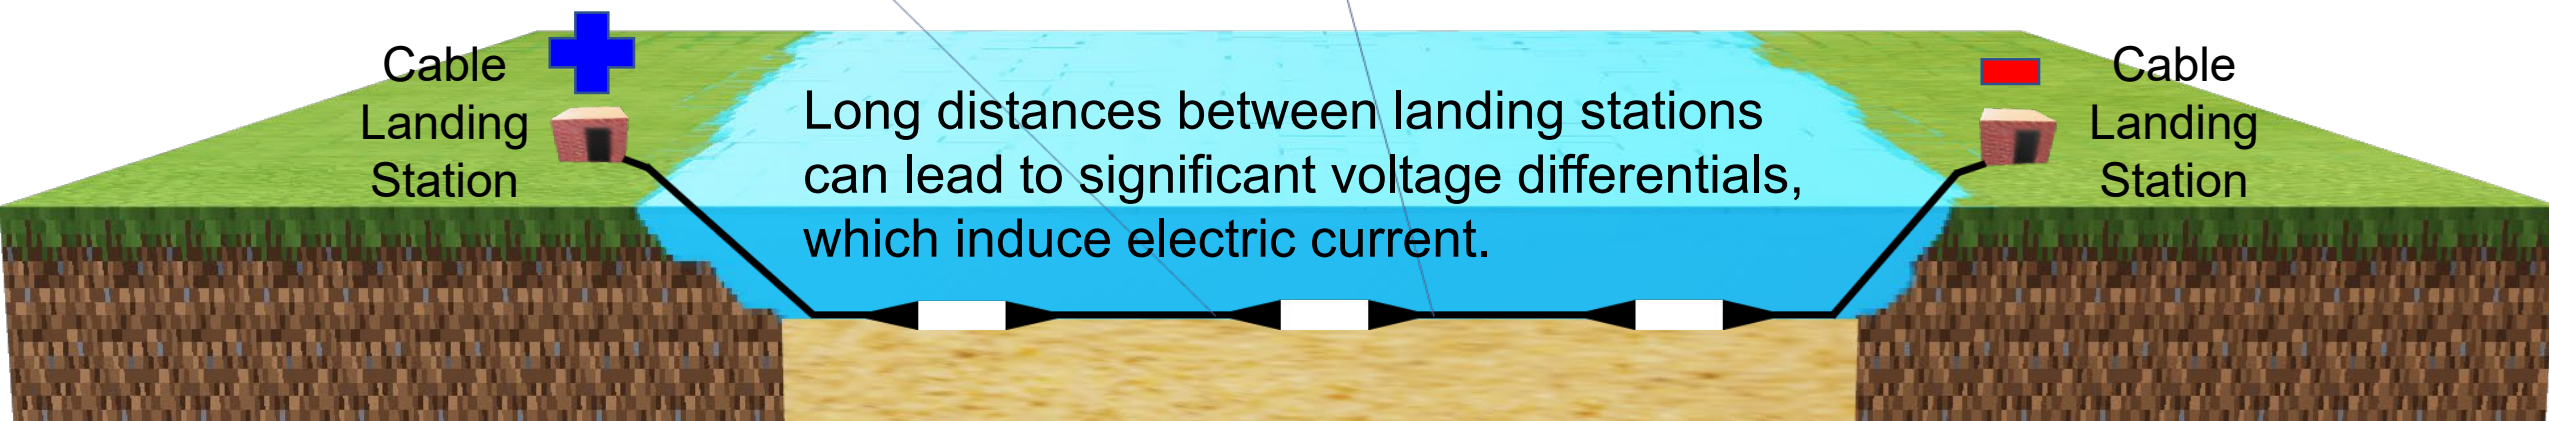 Cable
Landing
Station
Long distances between landing stations
can lead to significant voltage differentials,
which induce electric current.
Cable
Landing
Station